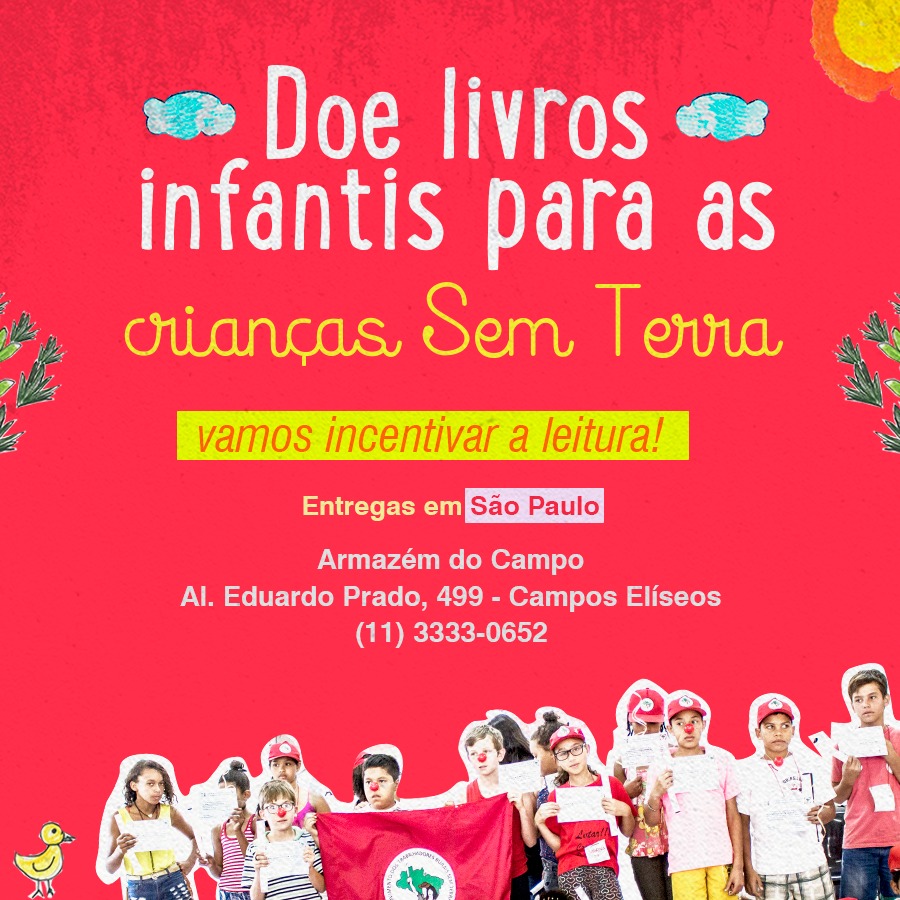 Doe livros
infantis para as
crianças Sem Terra
vamos incentivar a leitura!
Entregas em São Paulo
Armazém do Campo
Al. Eduardo Prado, 499 - Campos Elíseos
(11) 3333-0652
Lutar!!